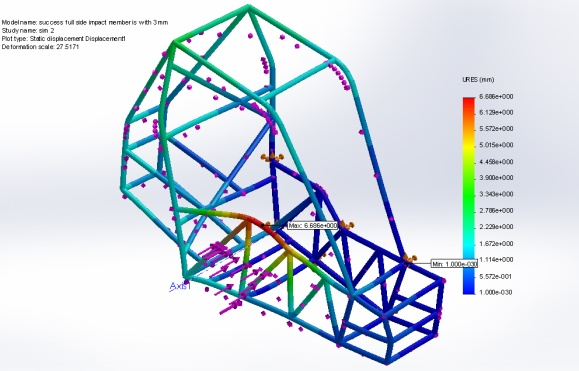 Model name: success full side impact member is with 3 mm
Study name: sim 2
Plot type: Static displacement Displacement1
Deformation scale: 27.5171
URES (mm)
6.686e+000
6.129e+000
5.572e+000
5.015e+000
4.458e+000
3.900e+000
3.343e+000
2.786e+000
2.229e+000
1.672e+000
1.114e+000
5.572e-001
1.000e-030
Max: 6.686e+000
Min: 1.000e-030
Axis1